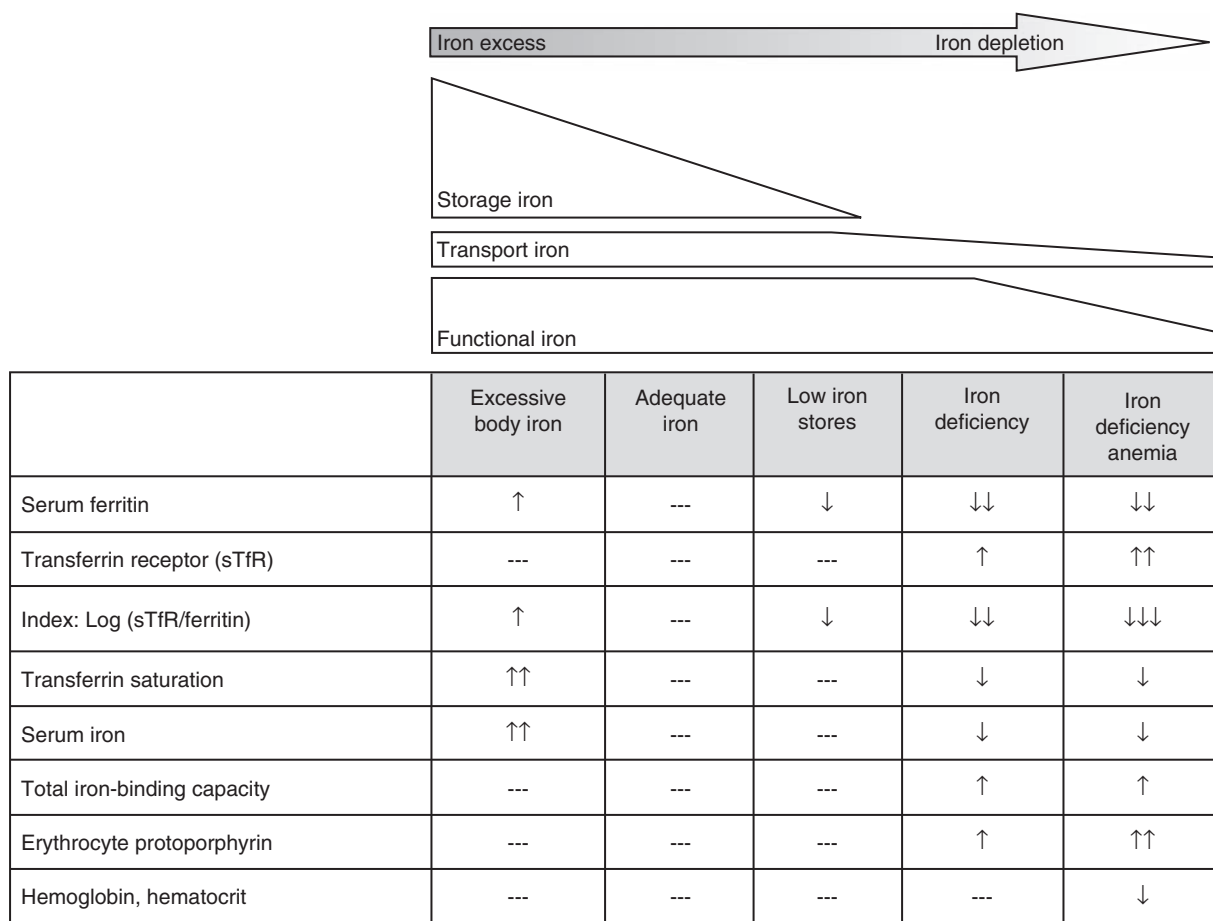 Iron excess Iron depletion
Storage iron
Transport iron
Functional iron
Excessive body iron Adequate iron Low iron stores Iron deficiency Iron deficiency anemia
Serum ferritin ↑ --- ↓ ↓↓ ↓↓
Transferrin receptor (sTfR) --- --- --- ↑ ↑↑
Index: Log (sTfR/ferritin) ↑ --- ↓ ↓↓ ↓↓↓
Transferrin saturation ↑↑ --- --- ↓ ↓
Serum iron ↑↑ --- --- ↓ ↓
Total iron-binding capacity --- --- --- ↑ ↑
Erythrocyte protoporphyrin --- --- --- ↑ ↑↑
Hemoglobin, hematocrit --- --- --- --- ↓